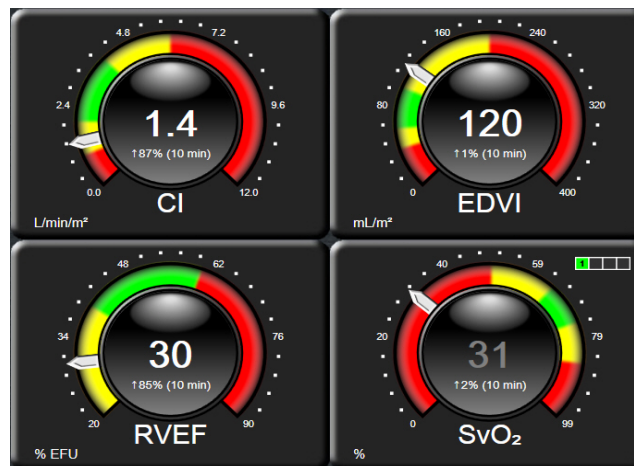 4.8 7.2
2.4 9.6
1.4
↑87% (10 min)
0.0 12.0
CI
L/min/m²
160 240
80 320
120
↑1% (10 min)
0 400
EDVI
mL/m²
48 62
34 76
30
↑85% (10 min)
20 90
RVEF
% EFU
1
40 59
20 79
31
↑2% (10 min)
0 99
SvO₂
%